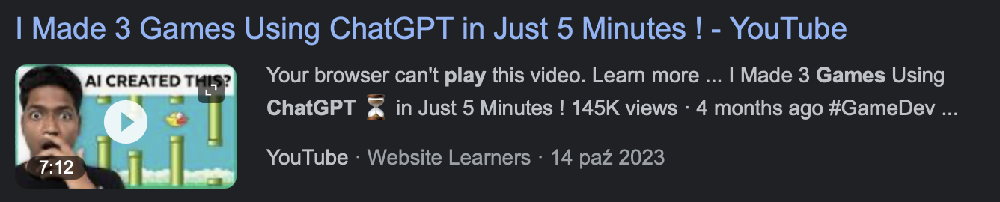 I Made 3 Games Using ChatGPT in Just 5 Minutes ! - YouTube
AI CREATED THIS?
7:12
Your browser can't play this video. Learn more ... I Made 3 Games Using
ChatGPT ⏳ in Just 5 Minutes ! 145K views · 4 months ago #GameDev ...
YouTube · Website Learners · 14 paź 2023